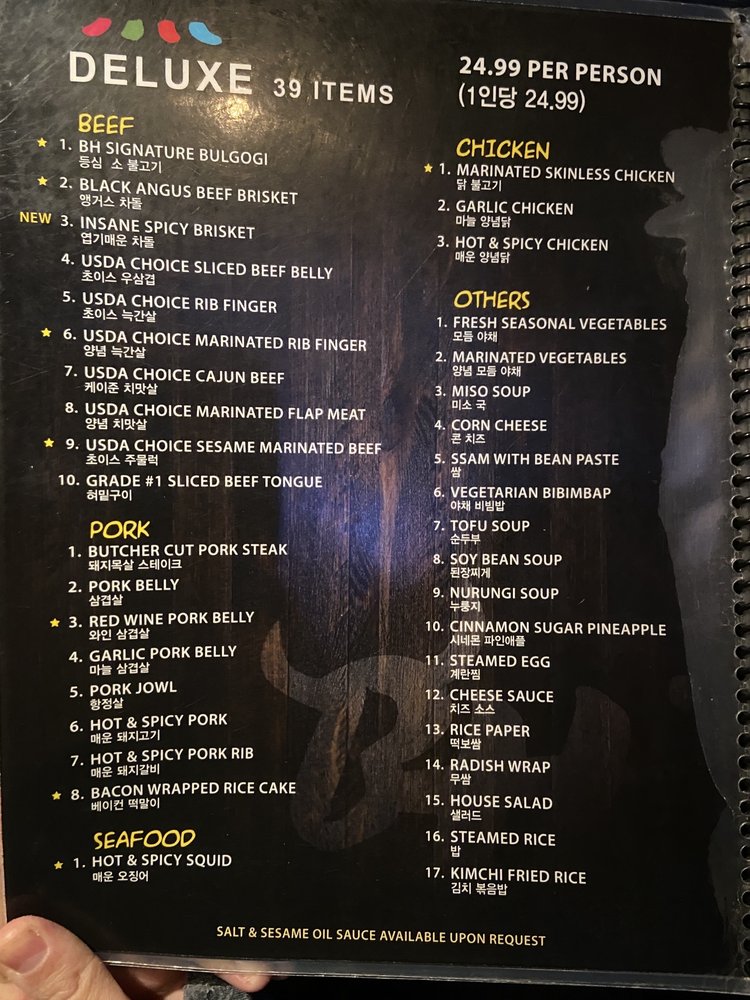 DELUXE 39 ITEMS
24.99 PER PERSON
(1인당 24.99)
BEEF
1. BH SIGNATURE BULGOGI
등심 소 불고기
2. BLACK ANGUS BEEF BRISKET
앵거스 차돌
NEW 3. INSANE SPICY BRISKET
엽기매운 차돌
4. USDA CHOICE SLICED BEEF BELLY
초이스 우삼겹
5. USDA CHOICE RIB FINGER
초이스 늑간살
6. USDA CHOICE MARINATED RIB FINGER
양념 늑간살
7. USDA CHOICE CAJUN BEEF
케이준 치맛살
8. USDA CHOICE MARINATED FLAP MEAT
양념 치맛살
9. USDA CHOICE SESAME MARINATED BEEF
초이스 주물럭
10. GRADE #1 SLICED BEEF TONGUE
혀밑구이
PORK
1. BUTCHER CUT PORK STEAK
돼지목살 스테이크
2. PORK BELLY
삼겹살
3. RED WINE PORK BELLY
와인 삼겹살
4. GARLIC PORK BELLY
마늘 삼겹살
5. PORK JOWL
항정살
6. HOT & SPICY PORK
매운 돼지고기
7. HOT & SPICY PORK RIB
매운 돼지갈비
8. BACON WRAPPED RICE CAKE
베이컨 떡말이
SEAFOOD
1. HOT & SPICY SQUID
매운 오징어
CHICKEN
1. MARINATED SKINLESS CHICKEN
닭 불고기
2. GARLIC CHICKEN
마늘 양념닭
3. HOT & SPICY CHICKEN
매운 양념닭
OTHERS
1. FRESH SEASONAL VEGETABLES
모듬 야채
2. MARINATED VEGETABLES
양념 모듬 야채
3. MISO SOUP
미소 국
4. CORN CHEESE
콘 치즈
5. SSAM WITH BEAN PASTE
쌈
6. VEGETARIAN BIBIMBAP
야채 비빔밥
7. TOFU SOUP
순두부
8. SOY BEAN SOUP
된장찌게
9. NURUNGI SOUP
누룽지
10. CINNAMON SUGAR PINEAPPLE
시네몬 파인애플
11. STEAMED EGG
계란찜
12. CHEESE SAUCE
치즈 소스
13. RICE PAPER
떡보쌈
14. RADISH WRAP
무쌈
15. HOUSE SALAD
샐러드
16. STEAMED RICE
밥
17. KIMCHI FRIED RICE
김치 볶음밥
SALT & SESAME OIL SAUCE AVAILABLE UPON REQUEST